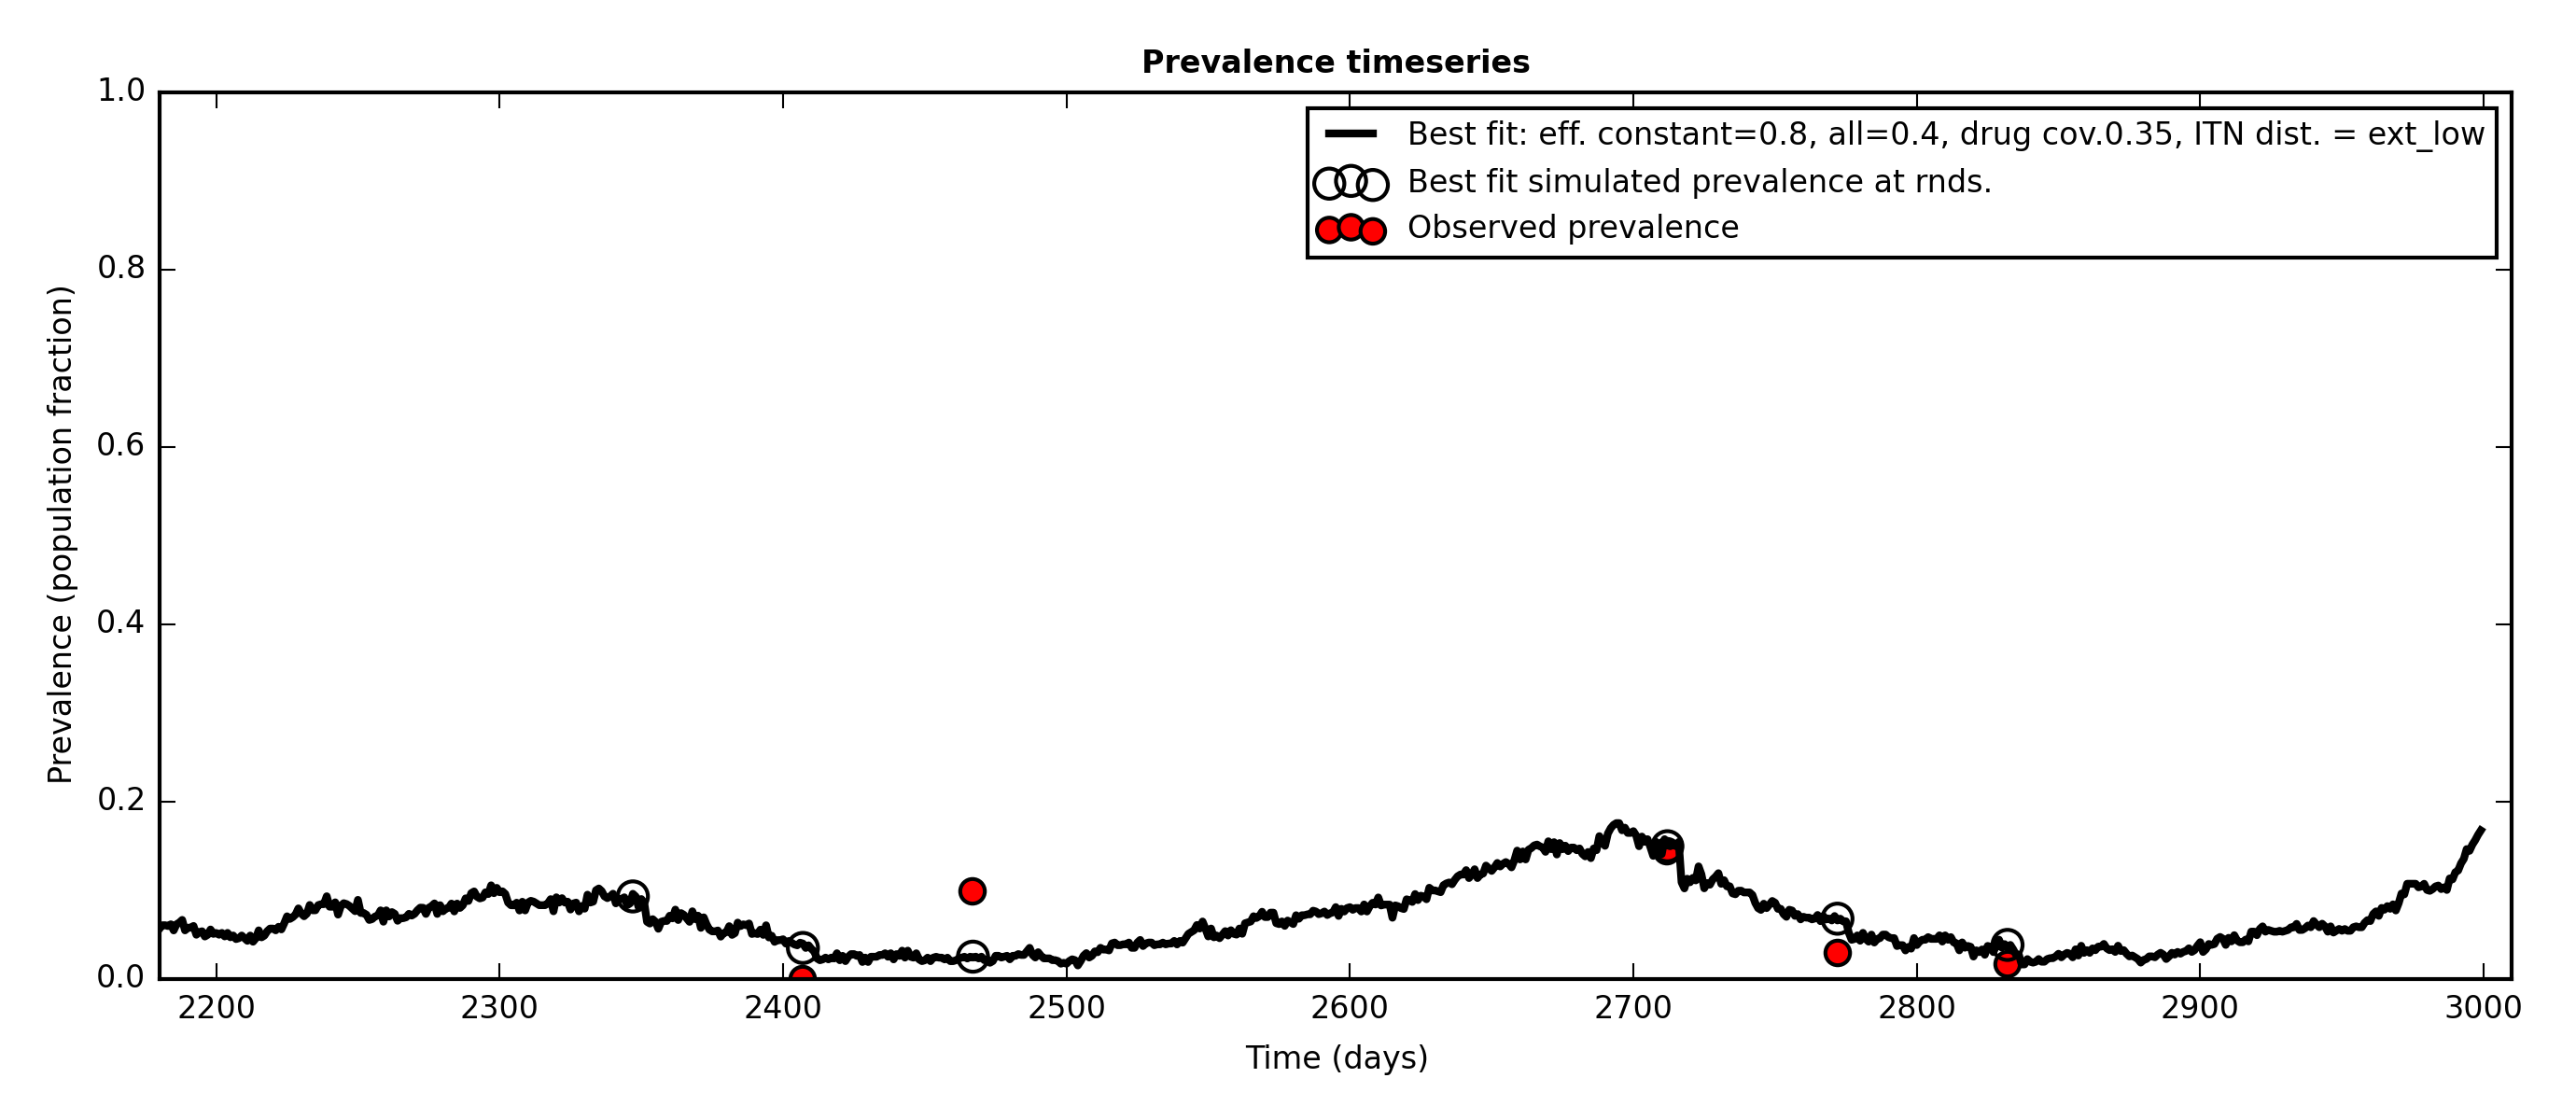 Prevalence timeseries
1.0
0.8
0.6
0.4
0.2
0.0
Prevalence (population fraction)
Best fit: eff. constant=0.8, all=0.4, drug cov.0.35, ITN dist. = ext_low
Best fit simulated prevalence at rnds.
Observed prevalence
2200 2300 2400 2500 2600 2700 2800 2900 3000
Time (days)